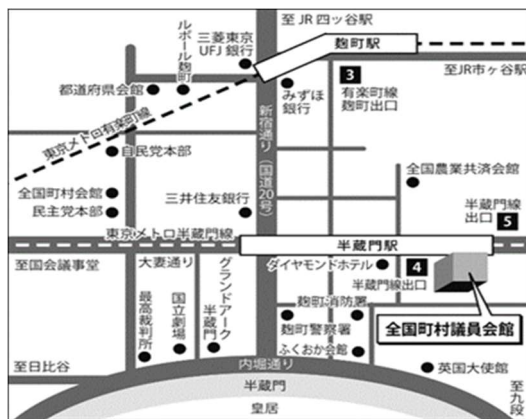 至JR四ッ谷駅
三菱東京
UFJ銀行
ルポール麹町
麹町駅
至JR市ヶ谷駅
都道府県会館
3
有楽町線
麹町出口
みずほ
銀行
東京メトロ有楽町線
新宿通り(国道20号)
自民党本部
全国農業共済会館
全国町村会館
民主党本部
三井住友銀行
半蔵門線
出口
5
東京メトロ半蔵門線
半蔵門駅
至国会議事堂
大妻通り
グランドアーク
半蔵門
ダイヤモンドホテル
4
半蔵門線出口
最高裁判所
国立劇場
麹町消防署
麹町警察署
全国町村議員会館
ふくおか会館
至日比谷
内堀通り
英国大使館
半蔵門
至九段
皇居